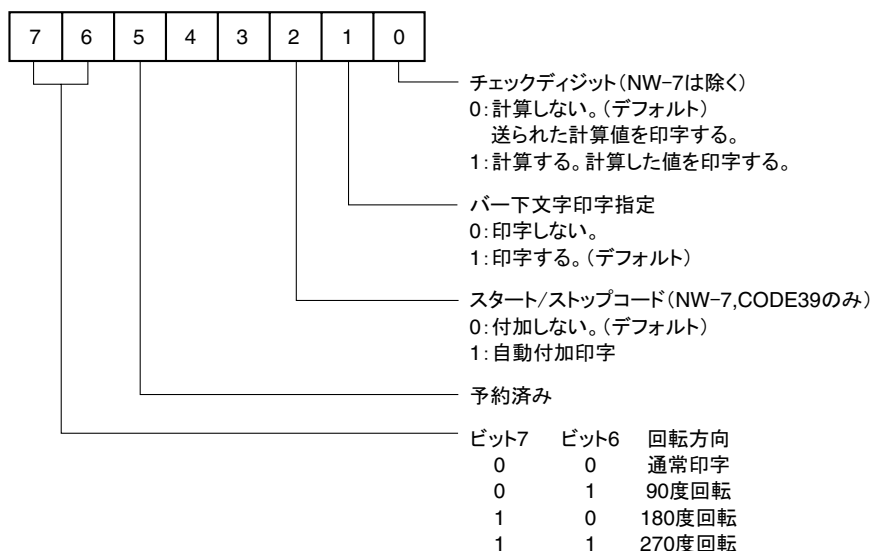 7 6 5 4 3 2 1 0
チェックディジット(NW-7は除く)
0:計算しない。(デフォルト)
送られた計算値を印字する。
1:計算する。計算した値を印字する。
バー下文字印字指定
0:印字しない。
1:印字する。(デフォルト)
スタート/ストップコード(NW-7,CODE39のみ)
0:付加しない。(デフォルト)
1:自動付加印字
予約済み
ビット7 ビット6 回転方向
0 0 通常印字
0 1 90度回転
1 0 180度回転
1 1 270度回転